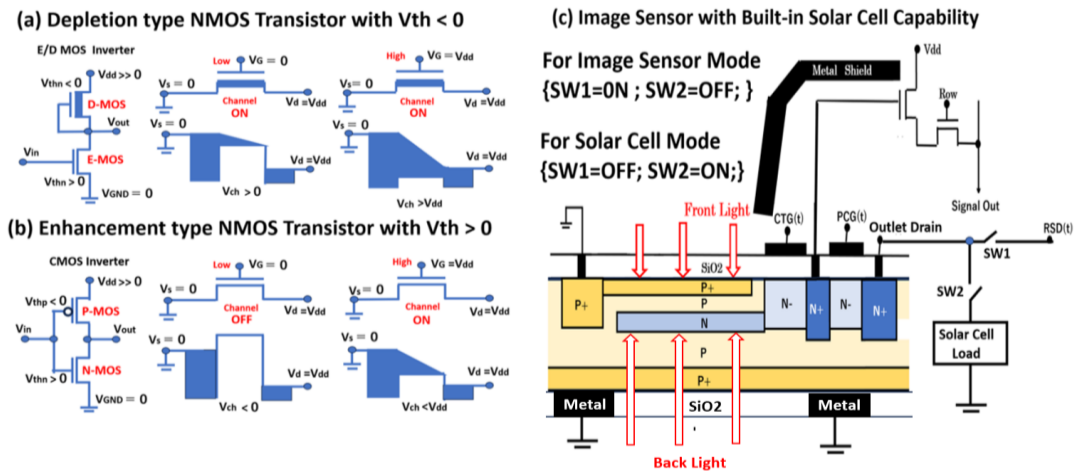 (a) Depletion type NMOS Transistor with Vth < 0
E/D MOS Inverter
Vdd >> 0
Vthn < 0
D-MOS
Vout
Vin
E-MOS
Vthn > 0
VGND = 0
Low
VG = 0
Vs = 0
Channel
ON
Vd =Vdd
Vs = 0
Vd =Vdd
Vch > 0
High
VG = Vdd
Vs= 0
Channel
ON
Vd =Vdd
Vs = 0
Vd =Vdd
Vch >Vdd
(b) Enhancement type NMOS Transistor with Vth > 0
CMOS Inverter
Vdd >> 0
Vthp < 0
P-MOS
Vin
Vout
N-MOS
Vthn > 0
VGND = 0
Low
VG = 0
Vs = 0
Channel
OFF
Vd =Vdd
Vs = 0
Vd =Vdd
Vch < 0
High
VG =Vdd
Vs = 0
Channel
ON
Vd=Vdd
Vs = 0
Vd =Vdd
Vch <Vdd
(c) Image Sensor with Built-in Solar Cell Capability
For Image Sensor Mode
{SW1=0N ; SW2=OFF; }
For Solar Cell Mode
{SW1=OFF; SW2=ON;}
Metal Shield
Vdd
Row
Signal Out
Front Light
CTG(t)
PCG(t)
Outlet Drain
RSD(t)
SW1
SW2
Solar Cell
Load
SiO2
P+
P+
P
N
N-
N+
N-
N+
P
P+
Metal
SiO2
Metal
Back Light